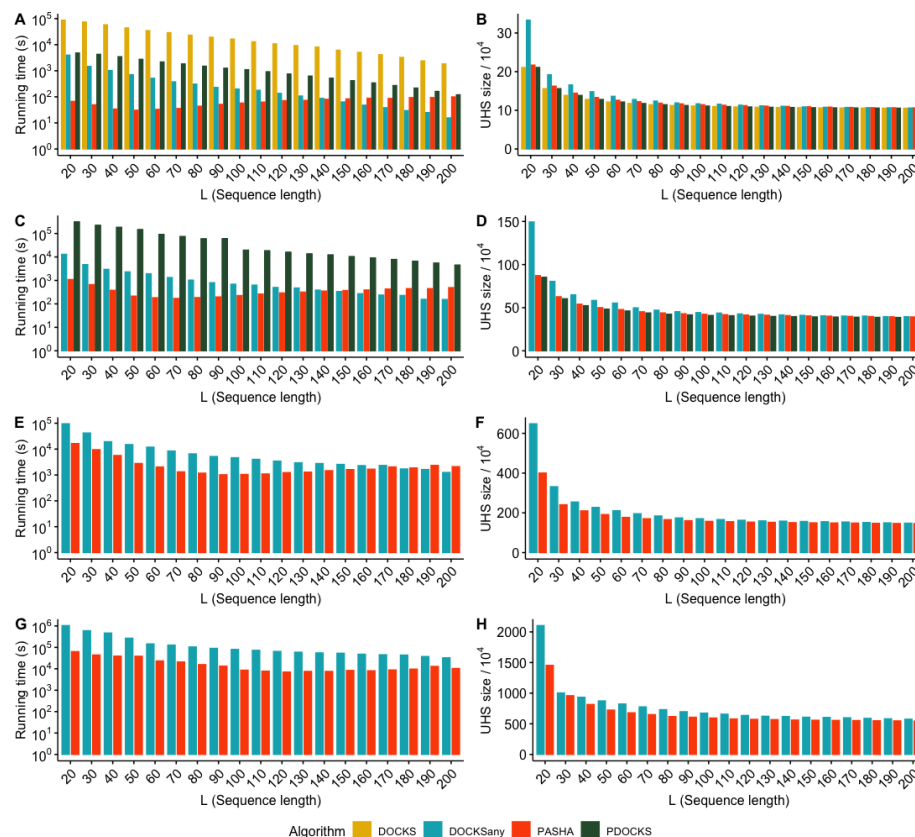 A
Running time (s)
10^5
10^4
10^3
10^2
10^1
10^0
20 30 40 50 60 70 80 90 100 110 120 130 140 150 160 170 180 190 200
L (Sequence length)
B
UHS size / 10^4
30
20
10
0
20 30 40 50 60 70 80 90 100 110 120 130 140 150 160 170 180 190 200
L (Sequence length)
C
Running time (s)
10^5
10^4
10^3
10^2
10^1
10^0
20 30 40 50 60 70 80 90 100 110 120 130 140 150 160 170 180 190 200
L (Sequence length)
D
UHS size / 10^4
150
100
50
0
20 30 40 50 60 70 80 90 100 110 120 130 140 150 160 170 180 190 200
L (Sequence length)
E
Running time (s)
10^5
10^4
10^3
10^2
10^1
10^0
20 30 40 50 60 70 80 90 100 110 120 130 140 150 160 170 180 190 200
L (Sequence length)
F
UHS size / 10^4
600
400
200
0
20 30 40 50 60 70 80 90 100 110 120 130 140 150 160 170 180 190 200
L (Sequence length)
G
Running time (s)
10^6
10^5
10^4
10^3
10^2
10^1
10^0
20 30 40 50 60 70 80 90 100 110 120 130 140 150 160 170 180 190 200
L (Sequence length)
H
UHS size / 10^4
2000
1500
1000
500
0
20 30 40 50 60 70 80 90 100 110 120 130 140 150 160 170 180 190 200
L (Sequence length)
Algorithm DOCKS DOCKSany PASHA PDOCKS